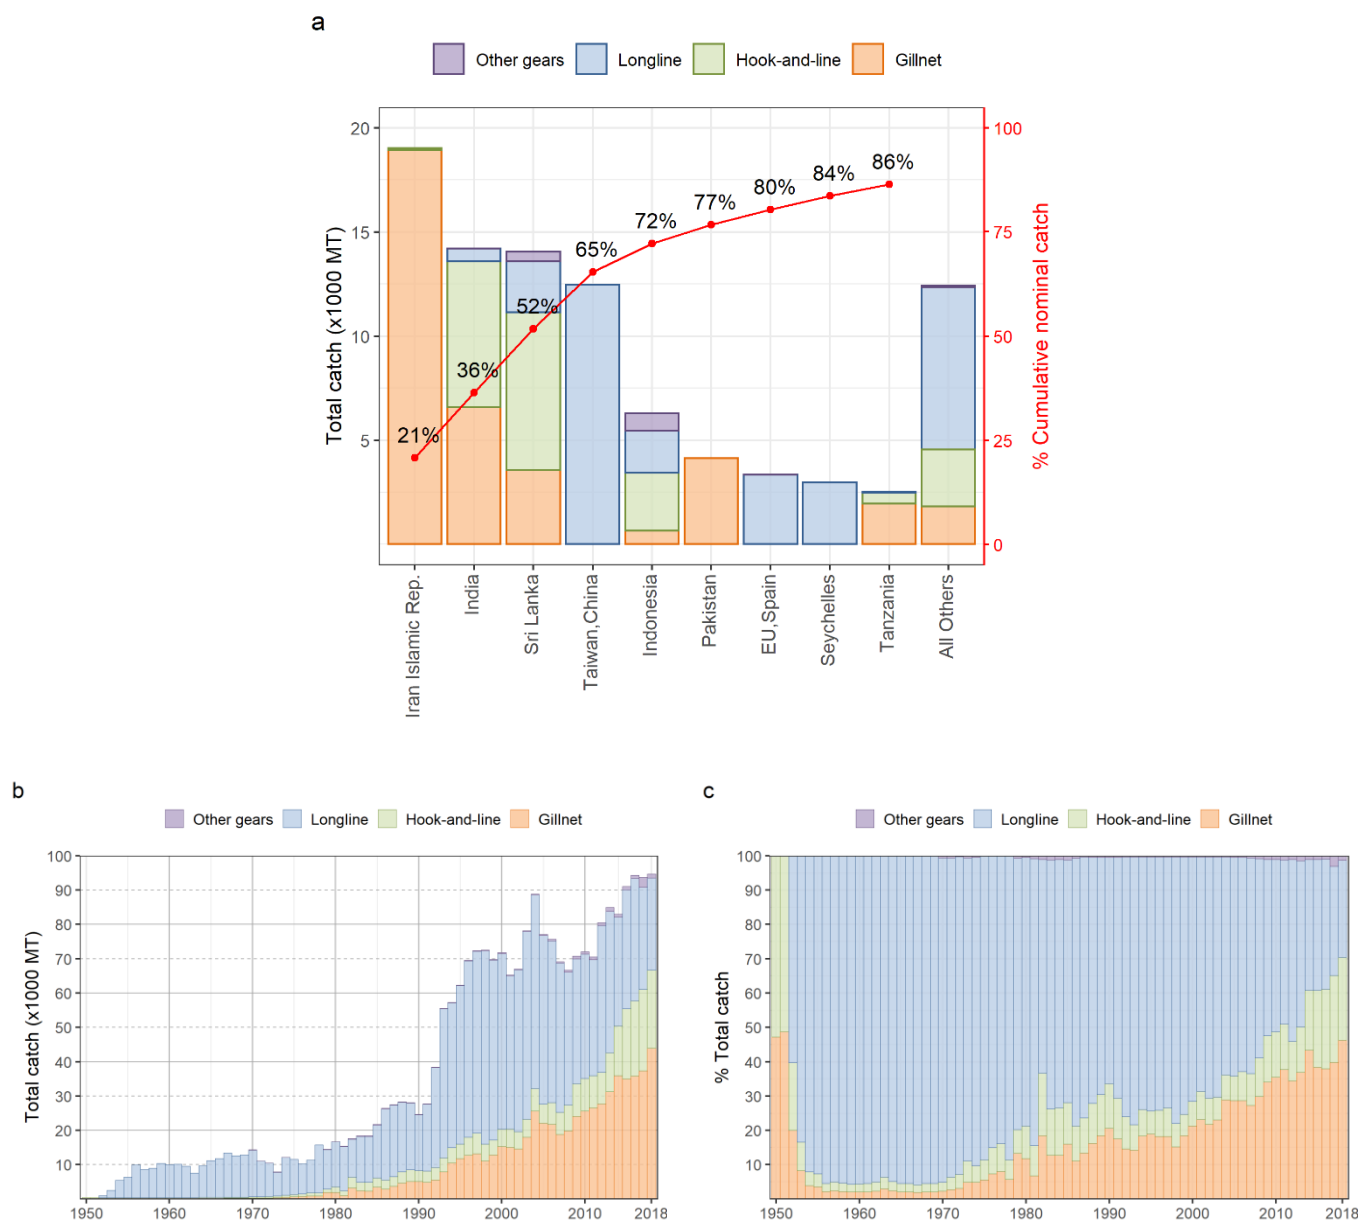 a
Other gears Longline Hook-and-line Gillnet
Total catch (x1000 MT)
20
15
10
5
21%
36%
52%
65%
72%
77%
80%
84%
86%
100
75
50
25
0
% Cumulative nominal catch
Iran Islamic Rep.
India
Sri Lanka
Taiwan,China
Indonesia
Pakistan
EU,Spain
Seychelles
Tanzania
All Others
b
Other gears Longline Hook-and-line Gillnet
Total catch (x1000 MT)
100
90
80
70
60
50
40
30
20
10
1950 1960 1970 1980 1990 2000 2010 2018
c
Other gears Longline Hook-and-line Gillnet
% Total catch
100
90
80
70
60
50
40
30
20
10
1950 1960 1970 1980 1990 2000 2010 2018